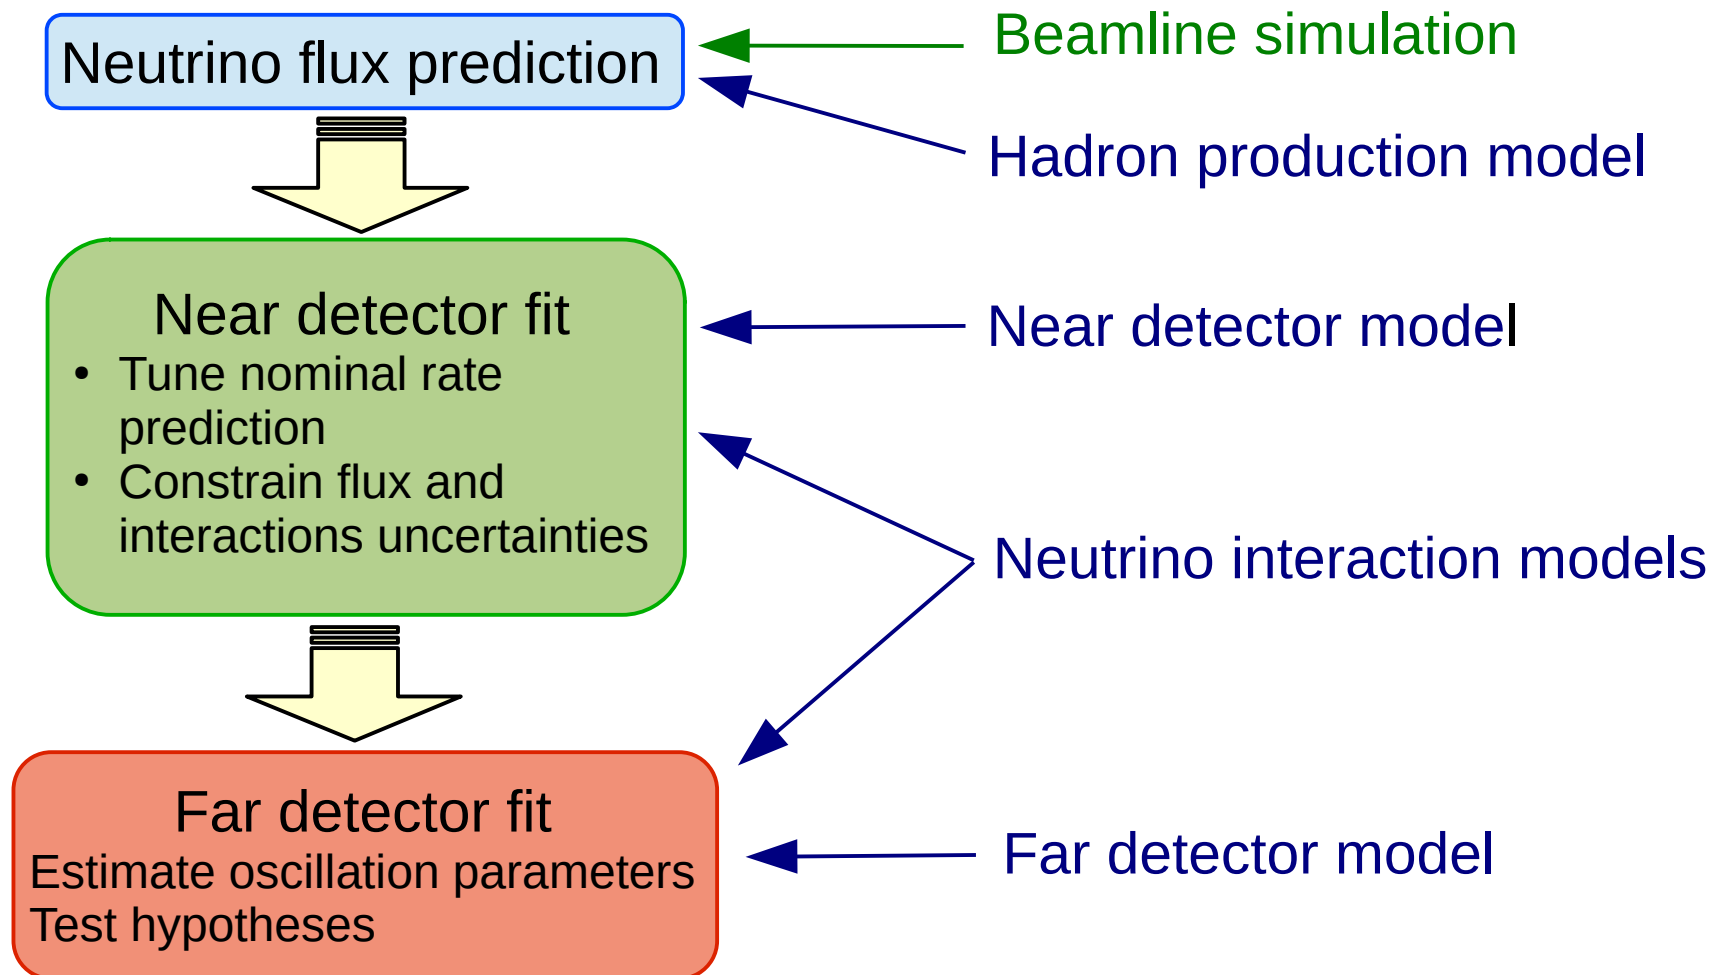 Neutrino flux prediction
Beamline simulation
Hadron production model
Near detector fit
• Tune nominal rate
prediction
• Constrain flux and
interactions uncertainties
Near detector model
Neutrino interaction models
Far detector fit
Estimate oscillation parameters
Test hypotheses
Far detector model